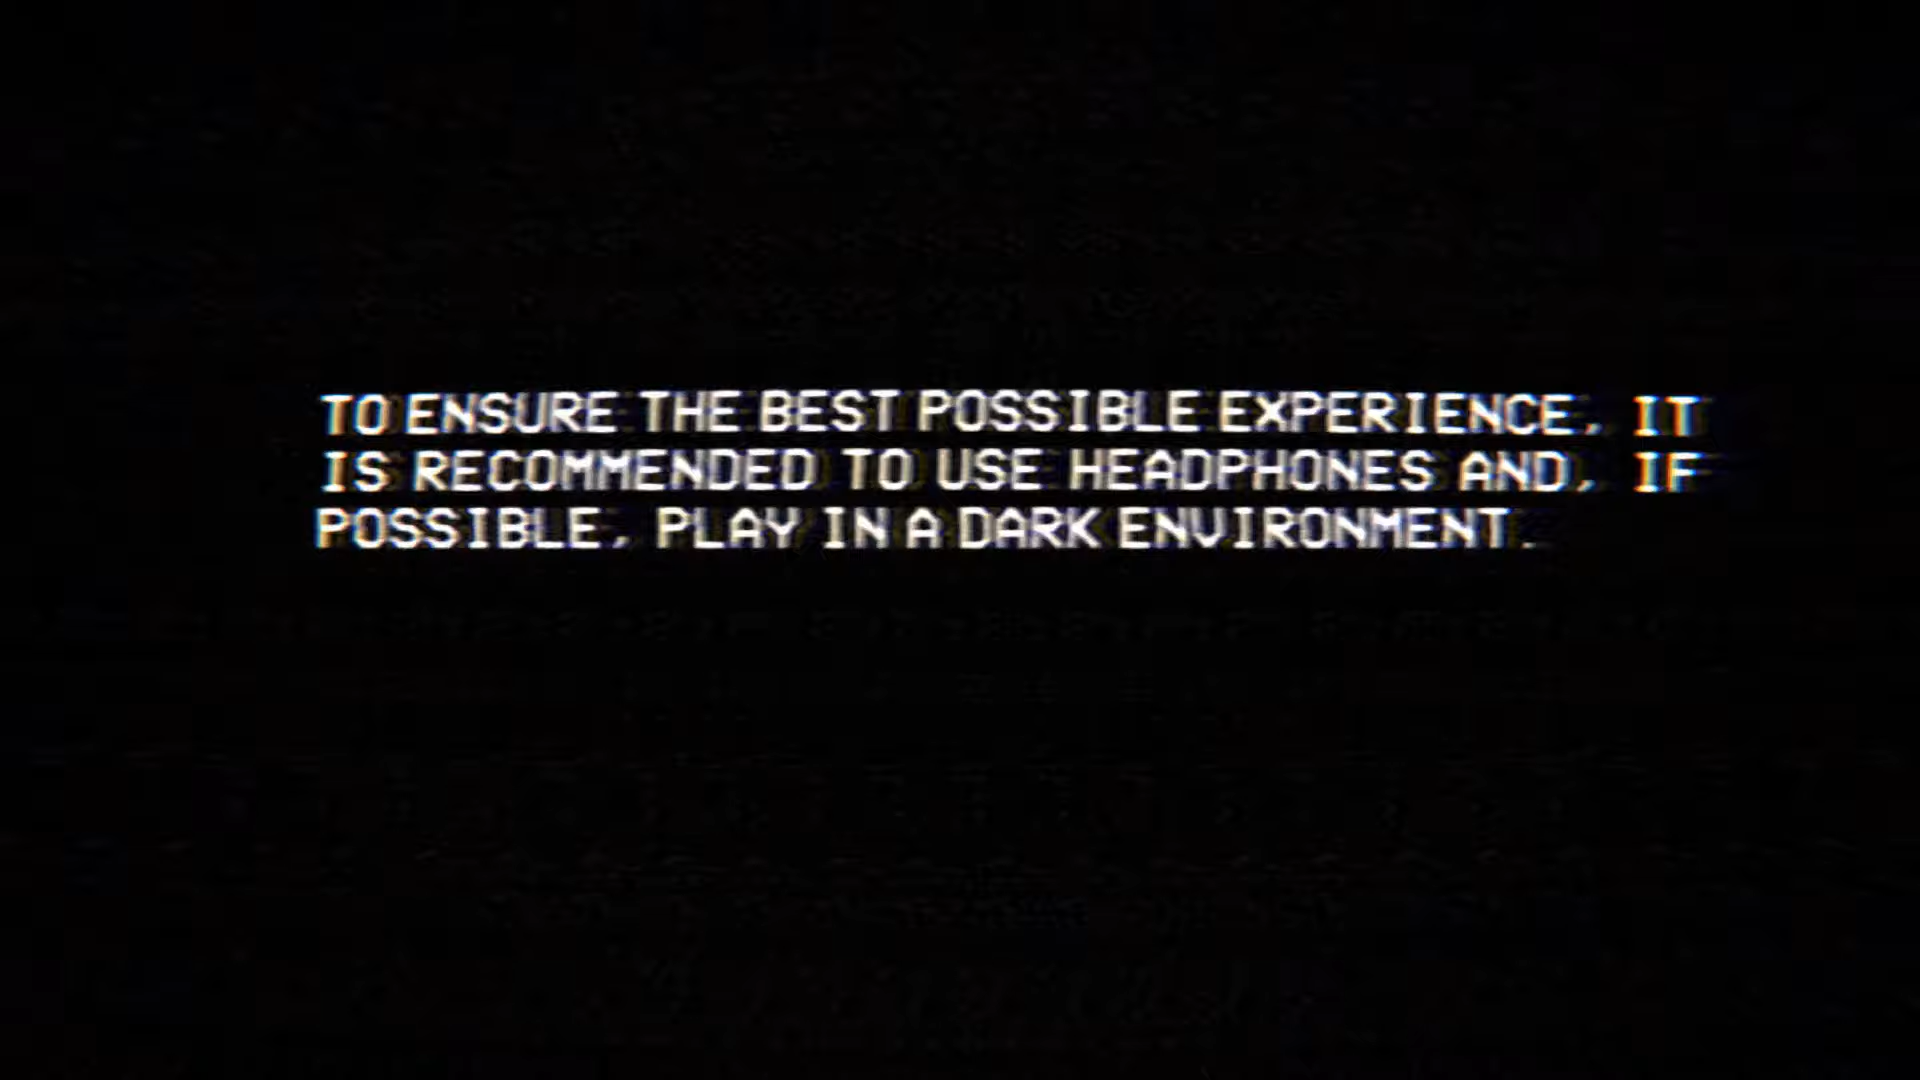 TO ENSURE THE BEST POSSIBLE EXPERIENCE, IT
IS RECOMMENDED TO USE HEADPHONES AND, IF
POSSIBLE, PLAY IN A DARK ENVIRONMENT.